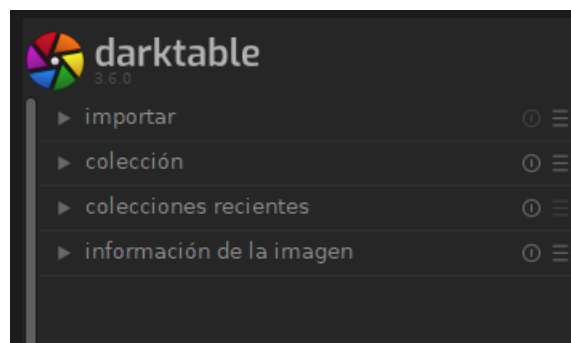 darktable
3.6.0
importar
colección
colecciones recientes
información de la imagen